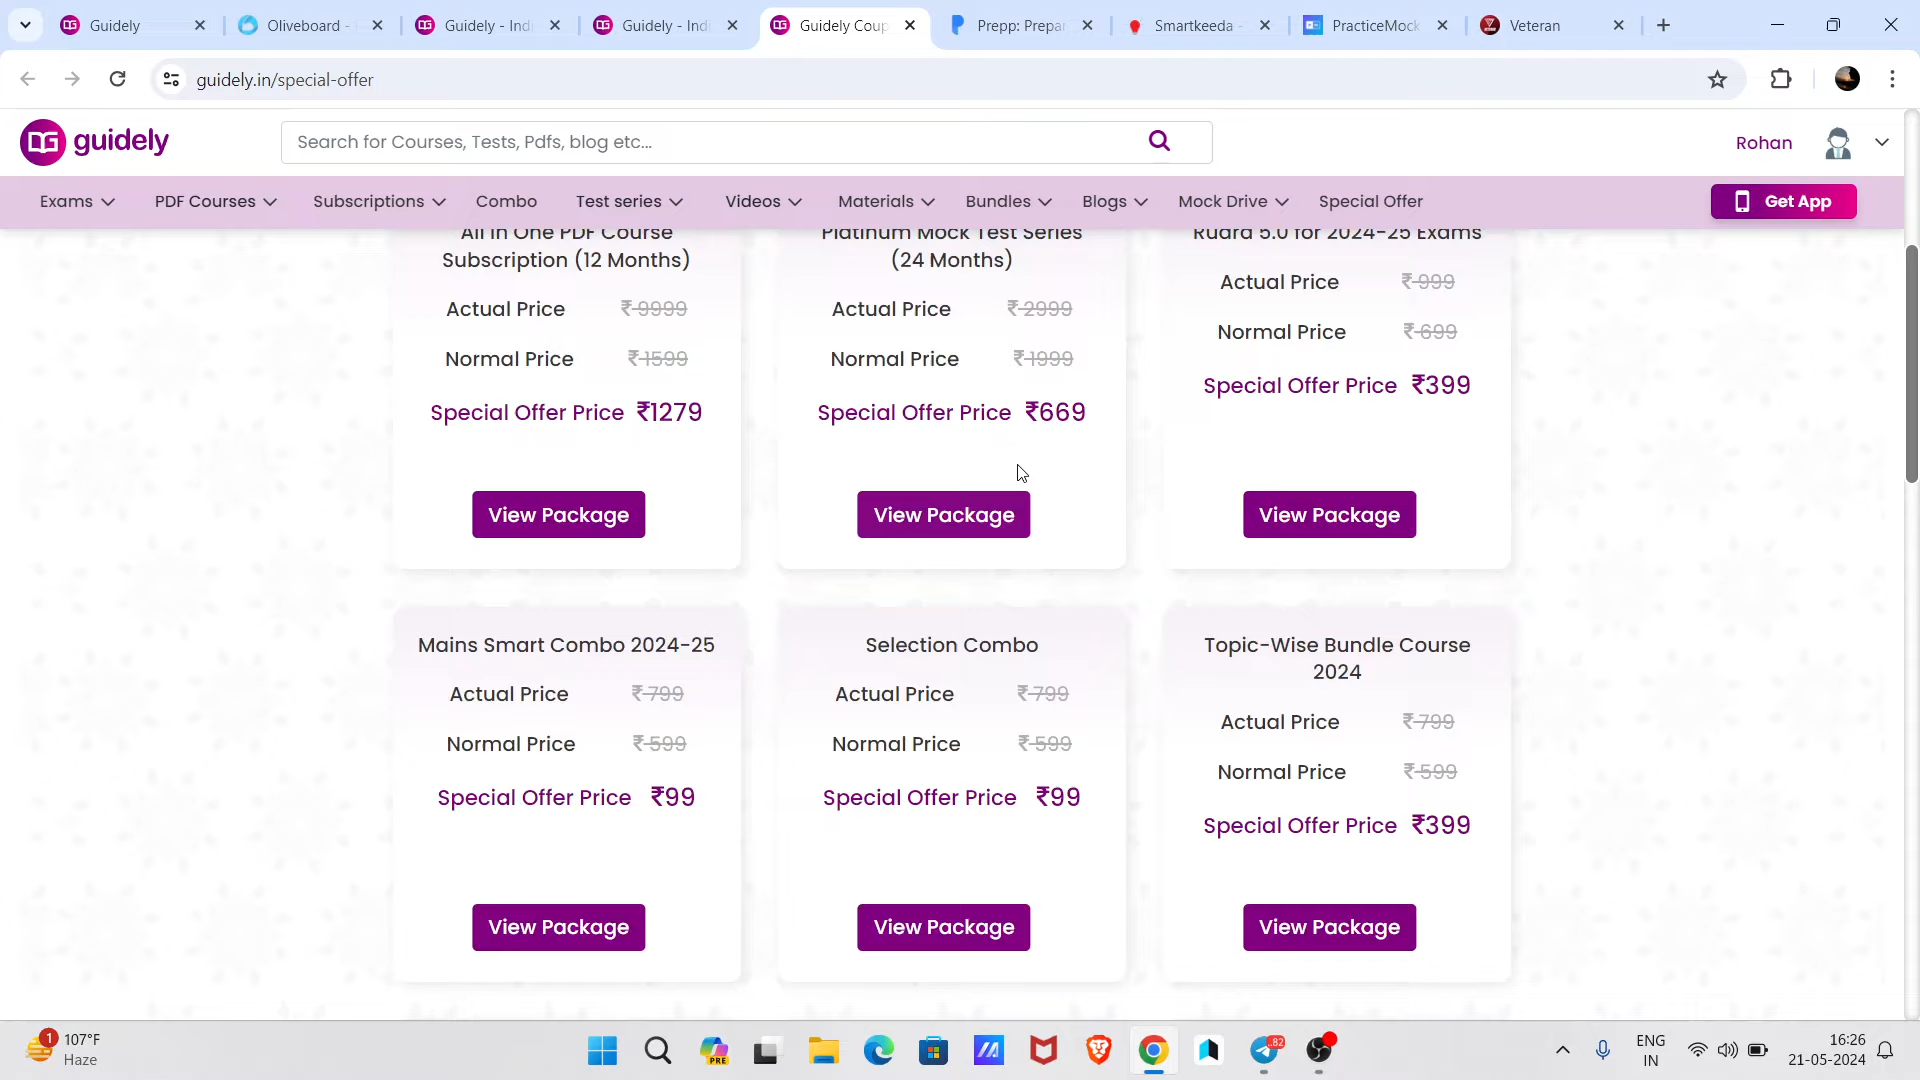 Guidely
Oliveboard -
Guidely - Ind
Guidely - Ind
Guidely Coup
Prepp: Prepar
Smartkeeda -
PracticeMock
Veteran
guidely.in/special-offer
DG guidely
Search for Courses, Tests, Pdfs, blog etc...
Rohan
Exams
PDF Courses
Subscriptions
Combo
Test series
Videos
Materials
Bundles
Blogs
Mock Drive
Special Offer
Get App
All In One PDF Course
Subscription (12 Months)
Actual Price ₹ 9999
Normal Price ₹ 1599
Special Offer Price ₹1279
View Package
Platinum Mock Test Series
(24 Months)
Actual Price ₹ 2999
Normal Price ₹ 1999
Special Offer Price ₹669
View Package
5.0 for 2024-25 Exams
Actual Price ₹ 999
Normal Price ₹ 699
Special Offer Price ₹399
View Package
Mains Smart Combo 2024-25
Actual Price ₹ 799
Normal Price ₹ 599
Special Offer Price ₹99
View Package
Selection Combo
Actual Price ₹ 799
Normal Price ₹ 599
Special Offer Price ₹99
View Package
Topic-Wise Bundle Course
2024
Actual Price ₹ 799
Normal Price ₹ 599
Special Offer Price ₹399
View Package
1
107°F
Haze
PRE
82
ENG
IN
16:26
21-05-2024